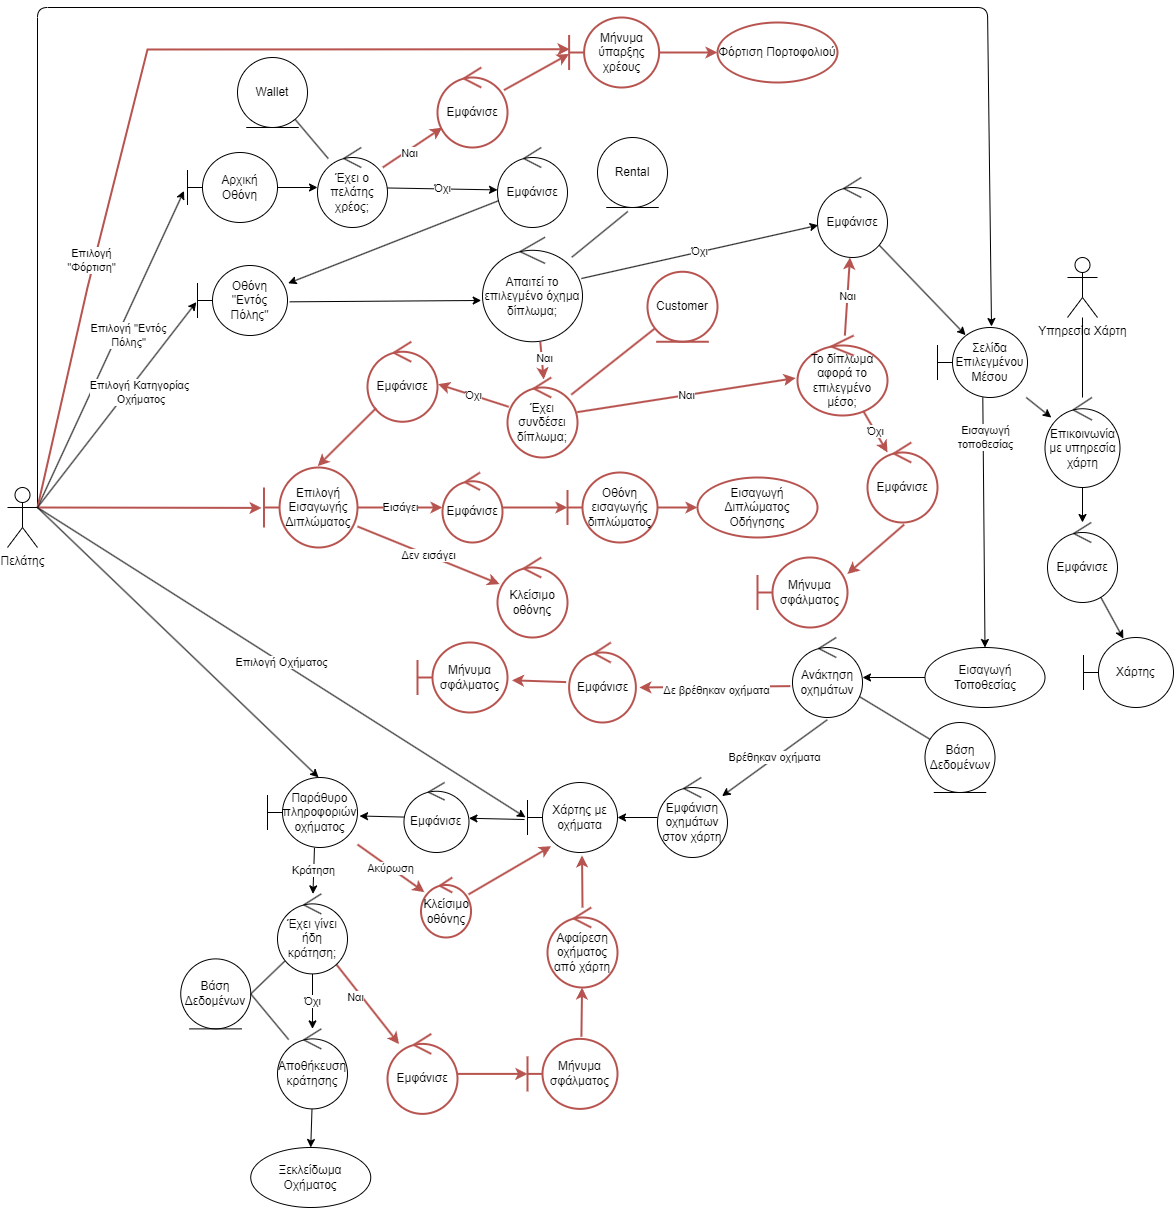 Μήνυμα
ύπαρξης
χρέους
Φόρτιση Πορτοφολιού
Wallet
Εμφάνισε
Ναι
Αρχική
Οθόνη
Έχει ο
πελάτης
χρέος;
Όχι
Εμφάνισε
Rental
Εμφάνισε
Επιλογή
"Φόρτιση"
Όχι
Οθόνη
"Εντός
Πόλης"
Απαιτεί το
επιλεγμένο όχημα
δίπλωμα;
Customer
Ναι
Επιλογή "Εντός
Πόλης"
Υπηρεσία Χάρτη
Σελίδα
Επιλεγμένου
Μέσου
Ναι
Το δίπλωμα
αφορά το
επιλεγμένο
μέσο;
Επιλογή Κατηγορίας
Οχήματος
Εμφάνισε
Όχι
Έχει
συνδέσει
δίπλωμα;
Ναι
Όχι
Εισαγωγή
τοποθεσίας
Επικοινωνία
με υπηρεσία
χάρτη
Επιλογή
Εισαγωγής
Διπλώματος
Εισάγει
Εμφάνισε
Οθόνη
εισαγωγής
διπλώματος
Εισαγωγή
Διπλώματος
Οδήγησης
Εμφάνισε
Πελάτης
Δεν εισάγει
Κλείσιμο
οθόνης
Μήνυμα
σφάλματος
Εμφάνισε
Επιλογή Οχήματος
Μήνυμα
σφάλματος
Εμφάνισε
Δε βρέθηκαν οχήματα
Ανάκτηση
οχημάτων
Εισαγωγή
Τοποθεσίας
Χάρτης
Βρέθηκαν οχήματα
Βάση
Δεδομένων
Παράθυρο
πληροφοριών
οχήματος
Εμφάνισε
Χάρτης με
οχήματα
Εμφάνιση
οχημάτων
στον χάρτη
Κράτηση
Ακύρωση
Κλείσιμο
οθόνης
Έχει γίνει
ήδη
κράτηση;
Αφαίρεση
οχήματος
από χάρτη
Βάση
Δεδομένων
Όχι
Ναι
Αποθήκευση
κράτησης
Εμφάνισε
Μήνυμα
σφάλματος
Ξεκλείδωμα
Οχήματος